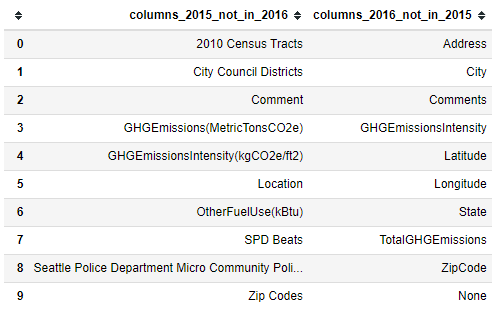 columns_2015_not_in_2016 columns_2016_not_in_2015
0 2010 Census Tracts Address
1 City Council Districts City
2 Comment Comments
3 GHGEmissions(MetricTonsCO2e) GHGEmissionsIntensity
4 GHGEmissionsIntensity(kgCO2e/ft2) Latitude
5 Location Longitude
6 OtherFuelUse(kBtu) State
7 SPD Beats TotalGHGEmissions
8 Seattle Police Department Micro Community Poli... ZipCode
9 Zip Codes None